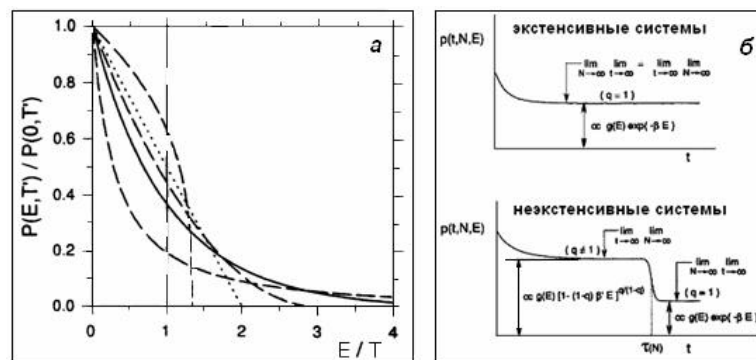 а
P(E,T') / P(0,T')
1.0
0.8
0.6
0.4
0.2
0.0
0 1 2 3 4
E / T
б
p(t,N,E)
экстенсивные системы
lim lim = lim lim
N→∞ t→∞ t→∞ N→∞
( q = 1 )
∝ g(E) exp(-β E)
t
неэкстенсивные системы
p(t,N,E)
lim lim
t→∞ N→∞
(q ≠ 1)
lim lim
N→∞ t→∞
(q = 1)
∝ g(E) [1- (1-q) β' E]^q/(1-q)
∝ g(E) exp(-β E)
τ(N)
t